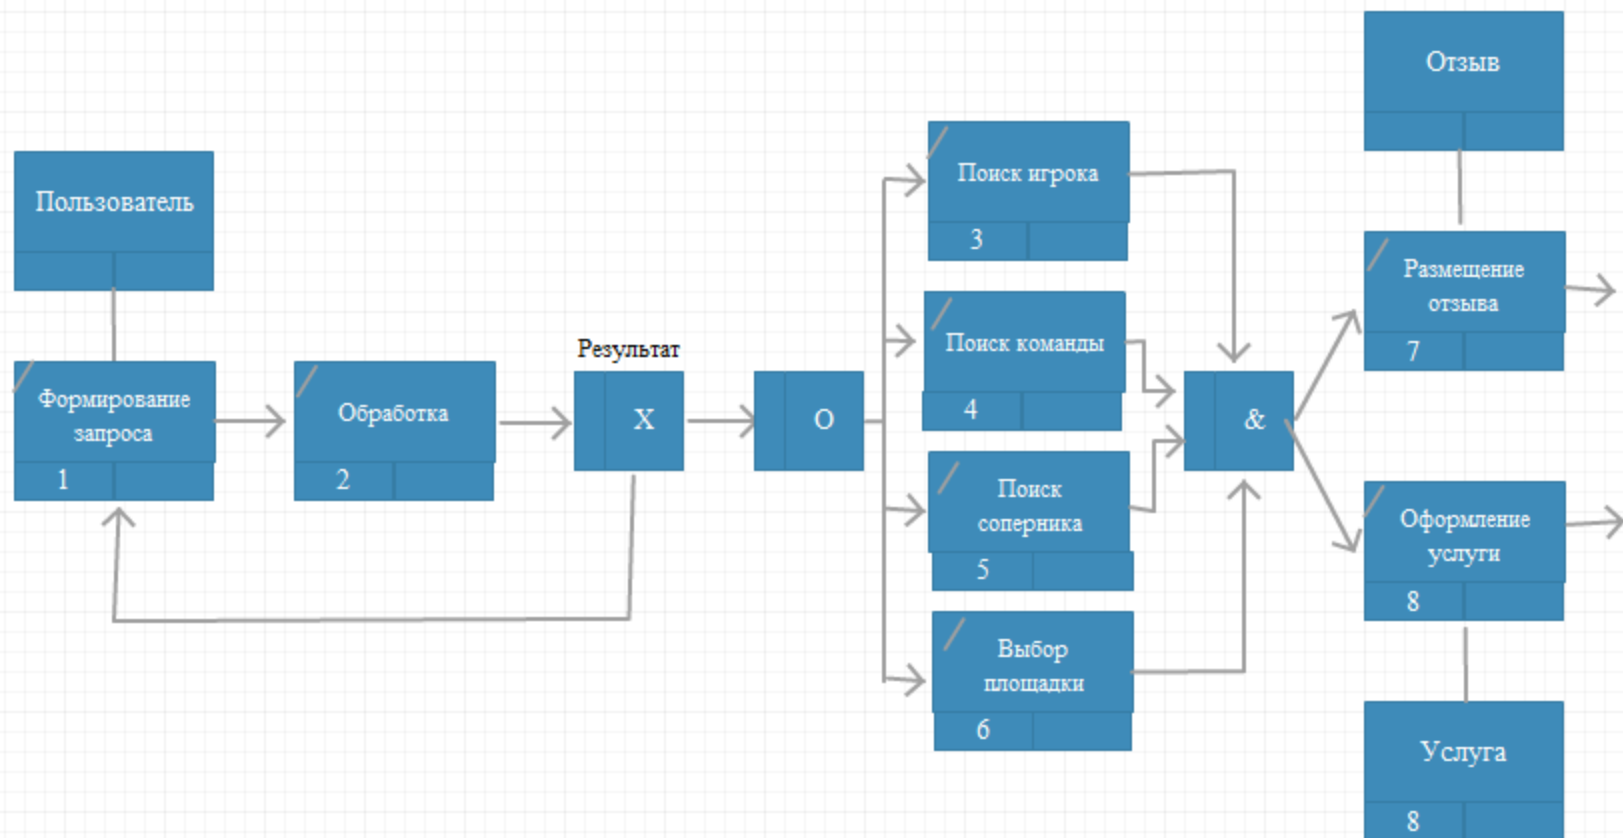 Пользователь
Формирование
запроса
1
Обработка
2
Результат
X
O
Поиск игрока
3
Поиск команды
4
Поиск
соперника
5
Выбор
площадки
6
&
Отзыв
Размещение
отзыва
7
Оформление
услуги
8
Услуга
8